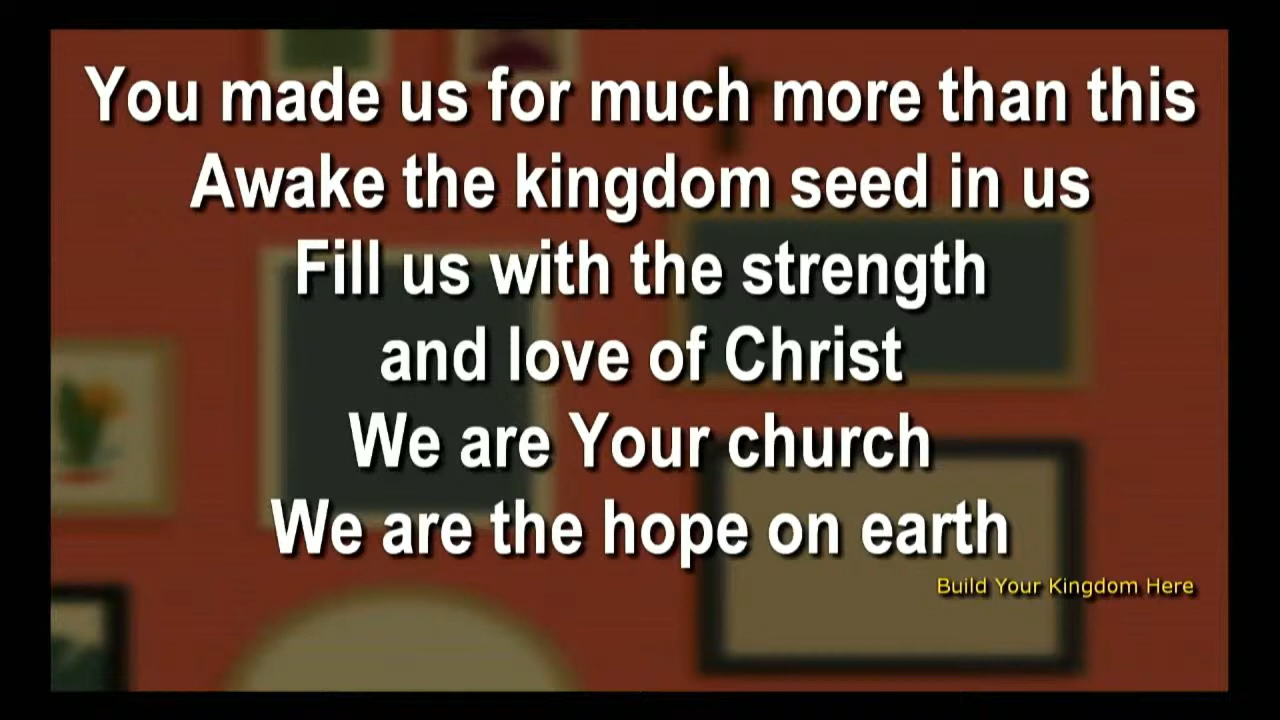 You made us for much more than this
Awake the kingdom seed in us
Fill us with the strength
and love of Christ
We are Your church
We are the hope on earth
Build Your Kingdom Here